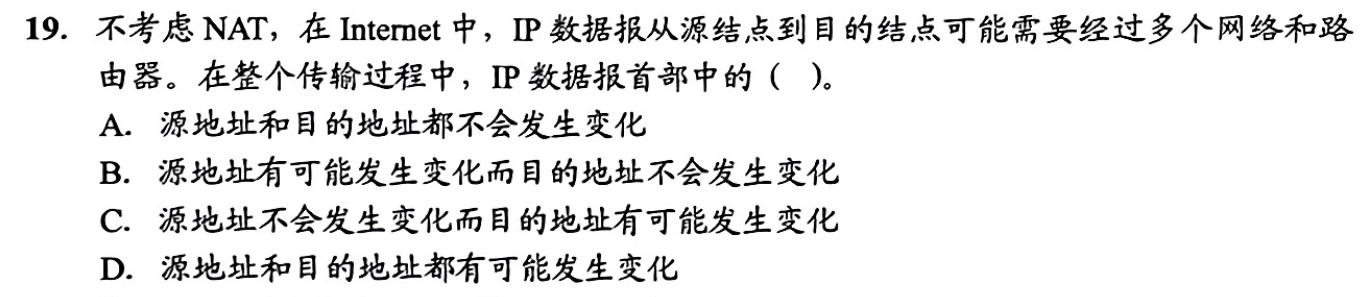 19. 不考虑 NAT，在 Internet 中，IP 数据报从源结点到目的结点可能需要经过多个网络和路
由器。在整个传输过程中，IP 数据报首部中的（ ）。
A. 源地址和目的地址都不会发生变化
B. 源地址有可能发生变化而目的地址不会发生变化
C. 源地址不会发生变化而目的地址有可能发生变化
D. 源地址和目的地址都有可能发生变化